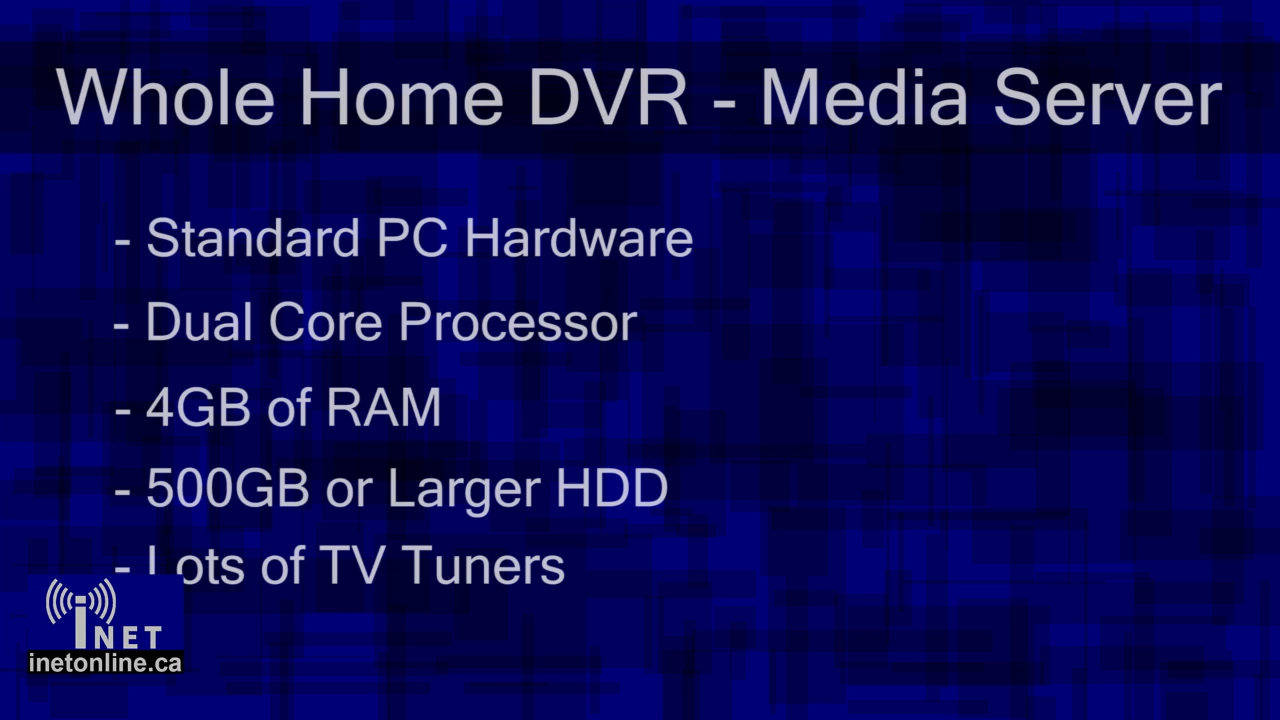 Whole Home DVR - Media Server
- Standard PC Hardware
- Dual Core Processor
- 4GB of RAM
- 500GB or Larger HDD
- Lots of TV Tuners
iNET
inetonline.ca